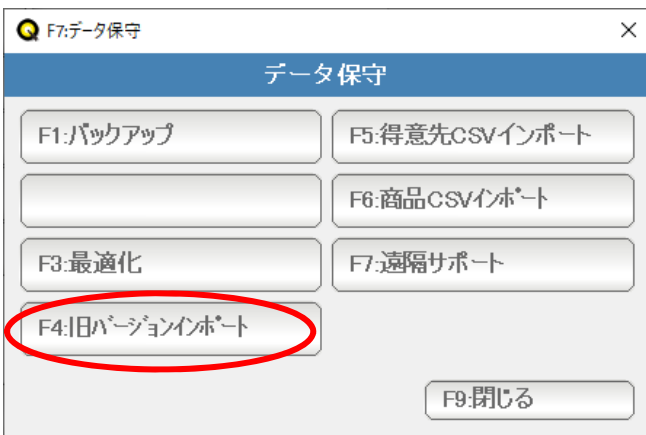 F7:データ保守
データ保守
F1:バックアップ
F5:得意先CSVインポート
F6:商品CSVｲﾝﾎﾟｰﾄ
F3:最適化
F7:遠隔サポート
F4:旧ﾊﾞｰｼﾞｮﾝｲﾝﾎﾟｰﾄ
F9:閉じる